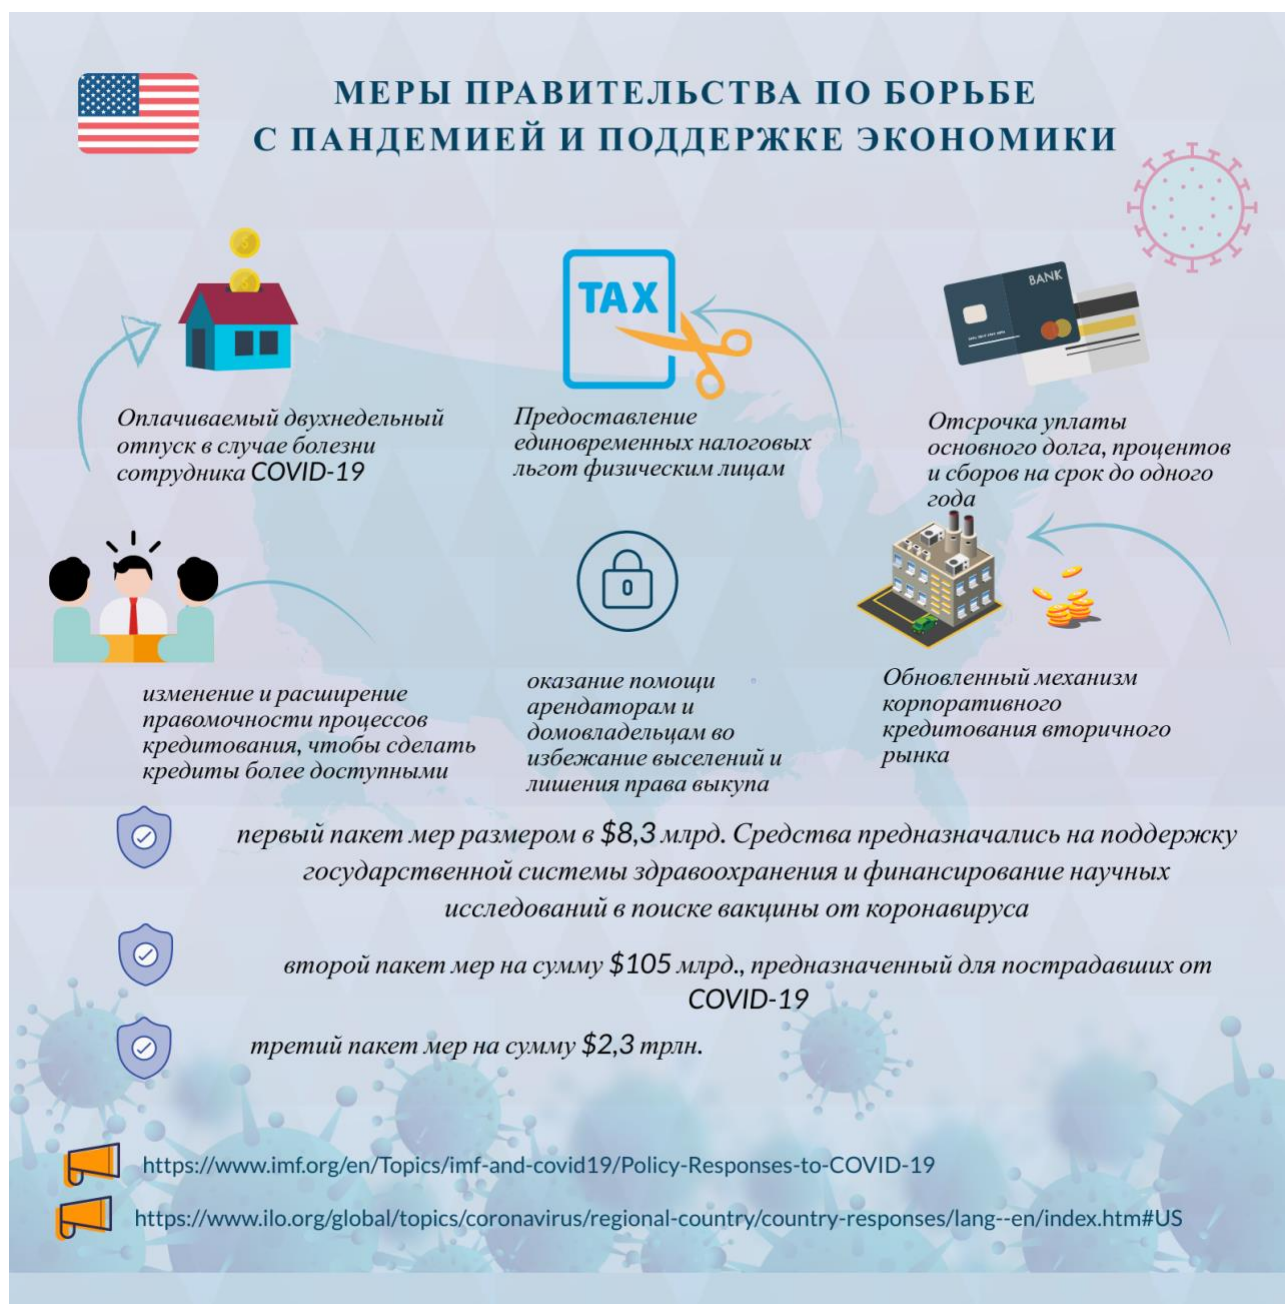 МЕРЫ ПРАВИТЕЛЬСТВА ПО БОРЬБЕ
С ПАНДЕМИЕЙ И ПОДДЕРЖКЕ ЭКОНОМИКИ
TAX
BANK
Оплачиваемый двухнедельный
отпуск в случае болезни
сотрудника COVID-19
Предоставление
единовременных налоговых
льгот физическим лицам
Отсрочка уплаты
основного долга, процентов
и сборов на срок до одного
года
изменение и расширение
правомочности процессов
кредитования, чтобы сделать
кредиты более доступными
оказание помощи
арендаторам и
домовладельцам во
избежание выселений и
лишения права выкупа
Обновленный механизм
корпоративного
кредитования вторичного
рынка
первый пакет мер размером в $8,3 млрд. Средства предназначались на поддержку
государственной системы здравоохранения и финансирование научных
исследований в поиске вакцины от коронавируса
второй пакет мер на сумму $105 млрд., предназначенный для пострадавших от
COVID-19
третий пакет мер на сумму $2,3 трлн.
https://www.imf.org/en/Topics/imf-and-covid19/Policy-Responses-to-COVID-19
https://www.ilo.org/global/topics/coronavirus/regional-country/country-responses/lang--en/index.htm#US